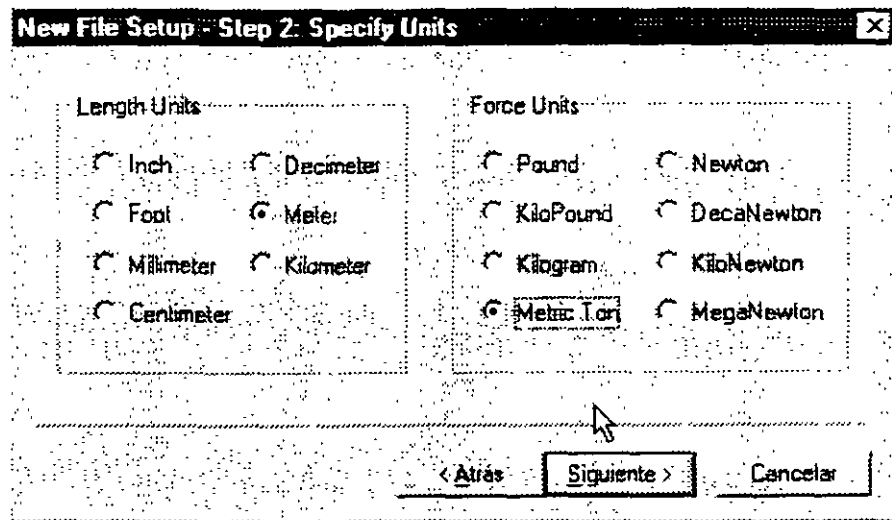 New File Setup - Step 2: Specify Units
Length Units
Inch
Decimeter
Foot
Meter
Millimeter
Kilometer
Centimeter
Force Units
Pound
Newton
KiloPound
DecaNewton
Kilogram
KiloNewton
Metric Ton
MegaNewton
< Atrás
Siguiente >
Cancelar